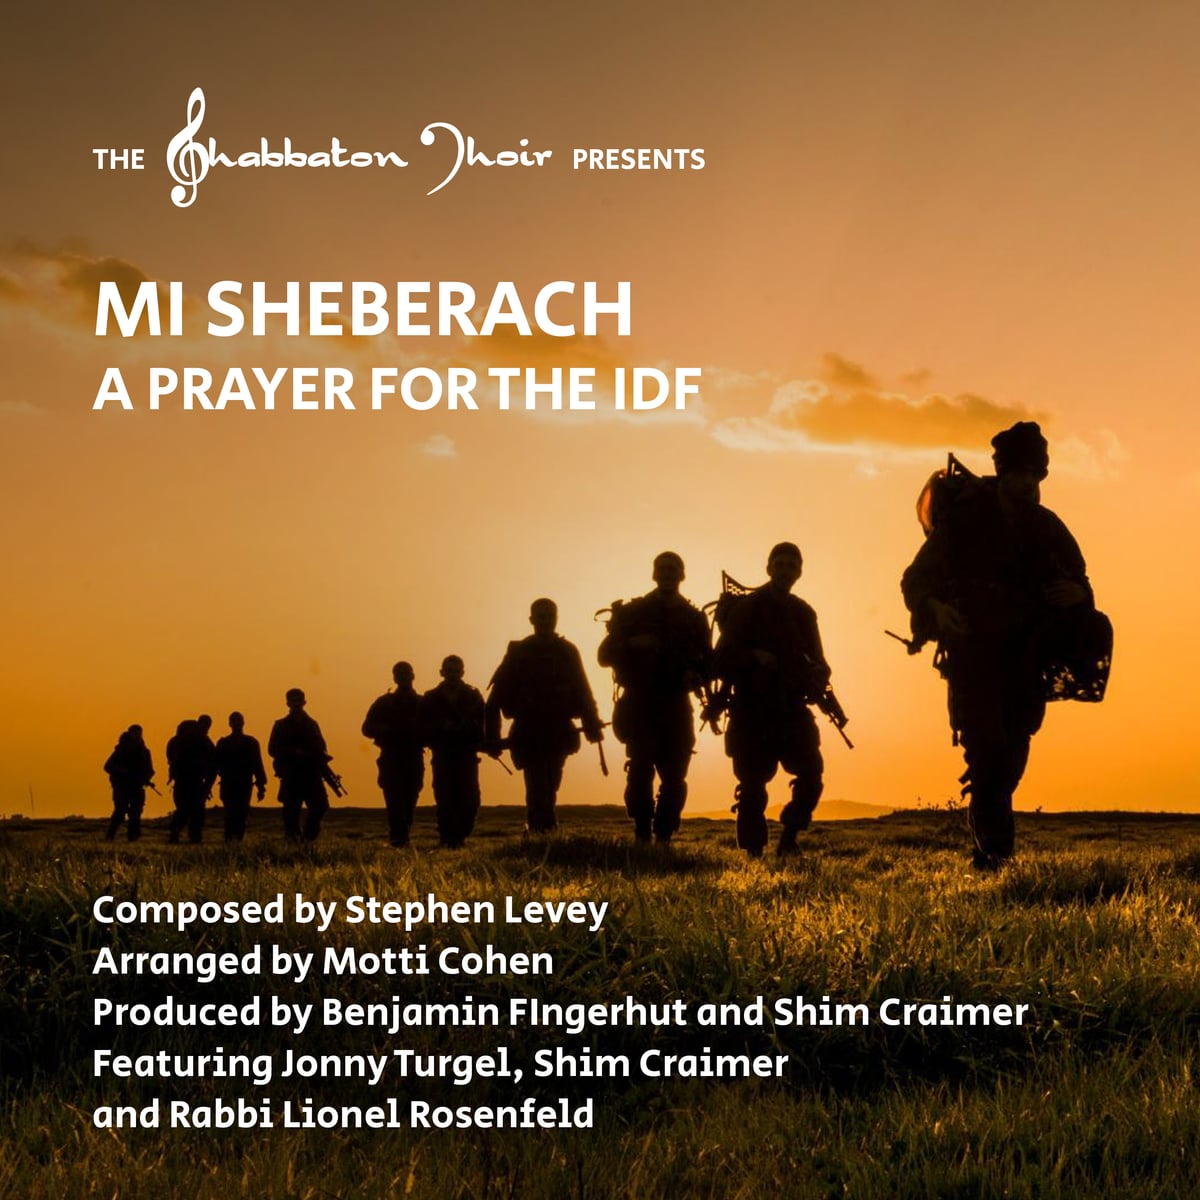 THE Shabbaton Choir PRESENTS
MI SHEBERACH
A PRAYER FOR THE IDF
Composed by Stephen Levey
Arranged by Motti Cohen
Produced by Benjamin FIngerhut and Shim Craimer
Featuring Jonny Turgel, Shim Craimer
and Rabbi Lionel Rosenfeld